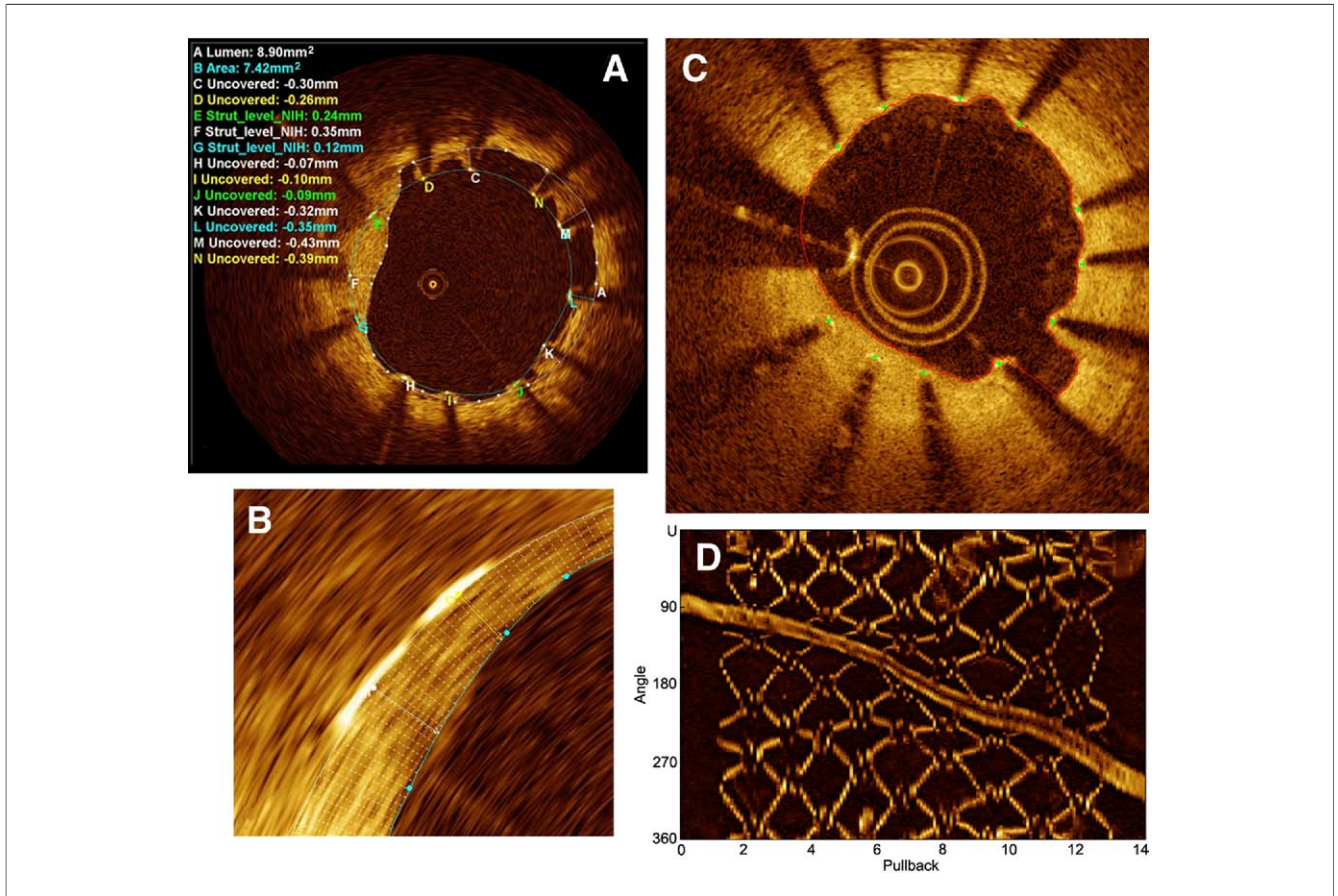 A Lumen: 8.90mm²
B Area: 7.42mm²
C Uncovered: -0.30mm
D Uncovered: -0.26mm
E Strut_level_NIH: 0.24mm
F Strut_level_NIH: 0.35mm
G Strut_level_NIH: 0.12mm
H Uncovered: -0.07mm
I Uncovered: -0.10mm
J Uncovered: -0.09mm
K Uncovered: -0.32mm
L Uncovered: -0.35mm
M Uncovered: -0.43mm
N Uncovered: -0.39mm
A
D
C
N
M
F
A
G
L
K
H
I
J
C
B
D
U
90
180
270
360
Angle
0 2 4 6 8 10 12 14
Pullback